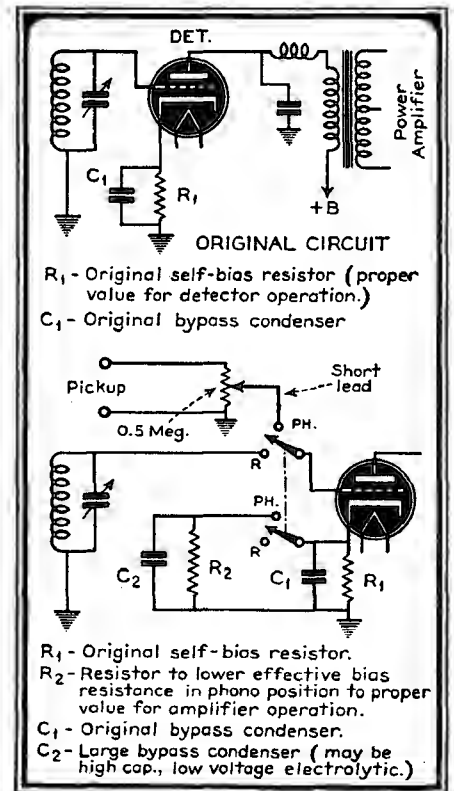 DET.
Power
Amplifier
C₁
R₁
+B
ORIGINAL CIRCUIT
R₁ - Original self-bias resistor (proper
value for detector operation.)
C₁ - Original bypass condenser
Pickup
0.5 Meg.
Short
lead
PH.
R
PH.
R
C₂
R₂
C₁
R₁
R₁ - Original self-bias resistor.
R₂ - Resistor to lower effective bias
resistance in phono position to proper
value for amplifier operation.
C₁ - Original bypass condenser.
C₂ - Large bypass condenser (may be
high cap., low voltage electrolytic.)